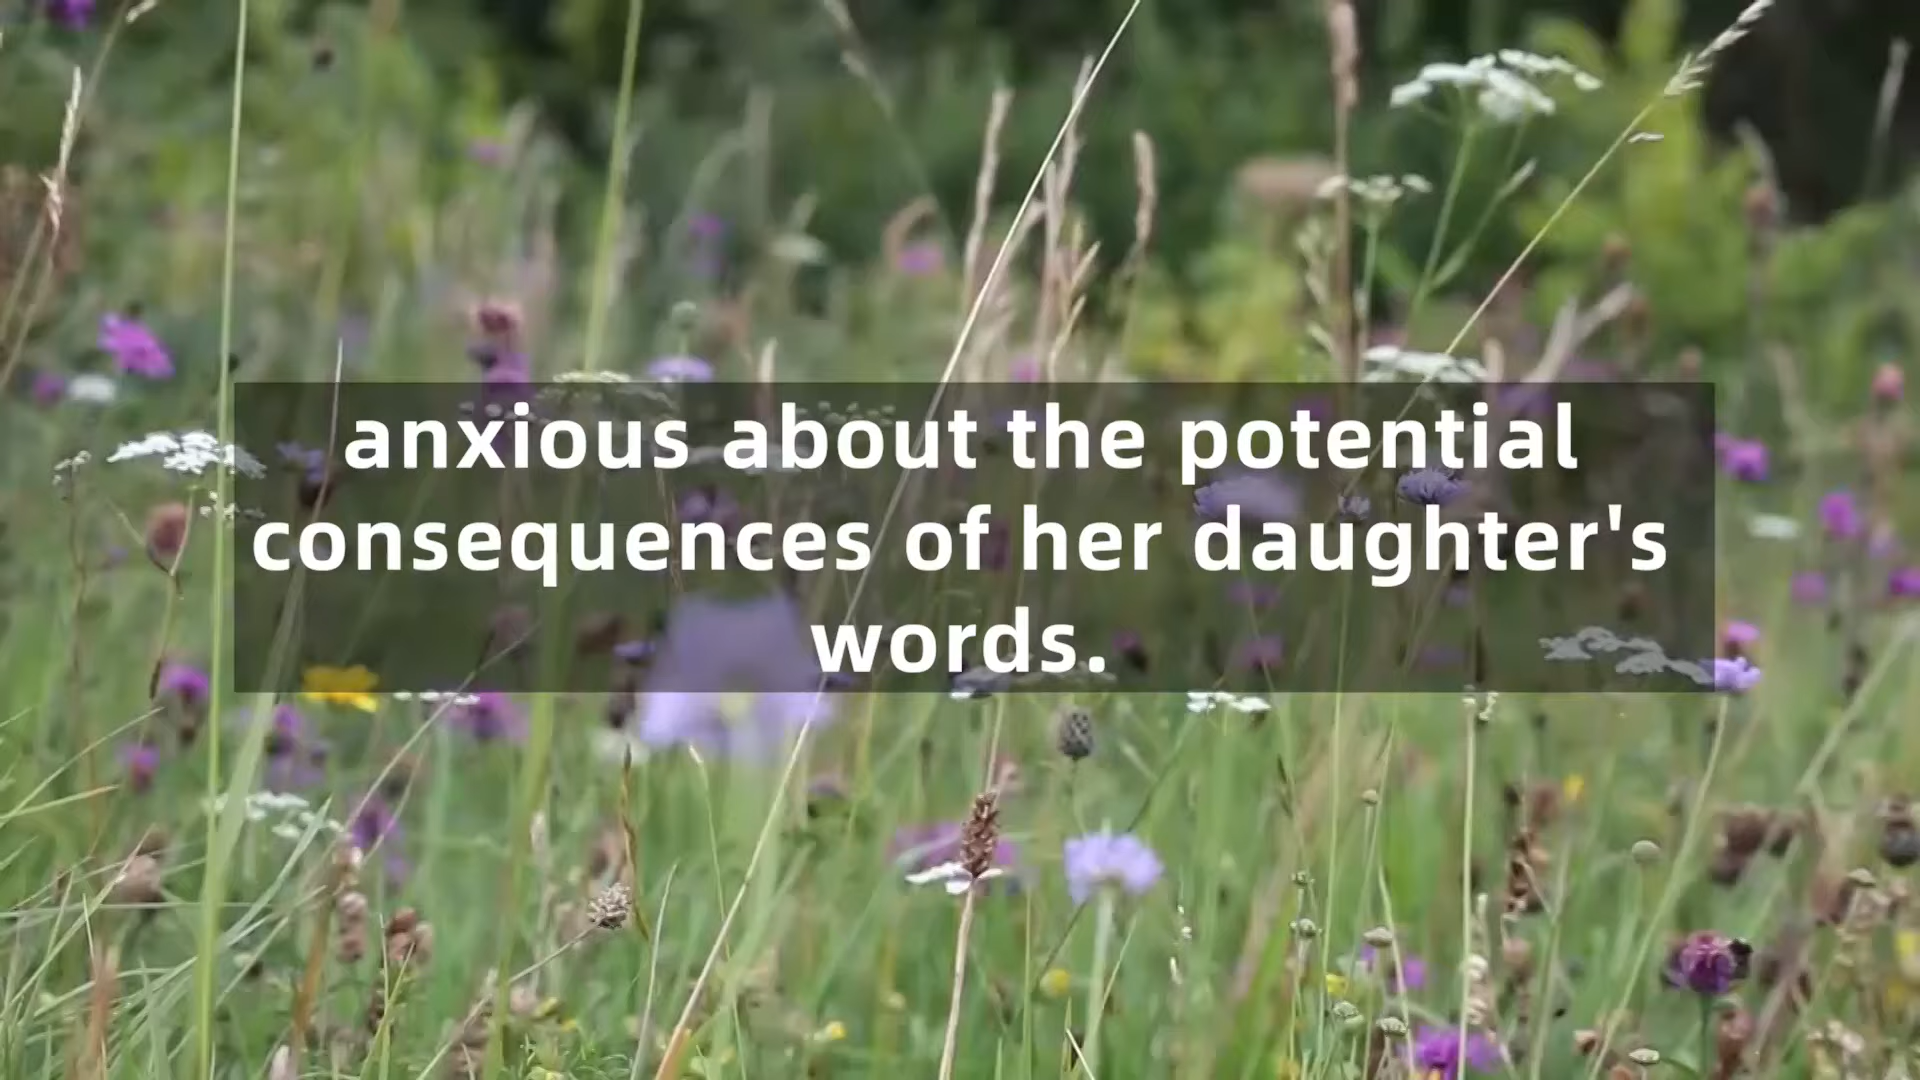 anxious about the potential
consequences of her daughter's
words.